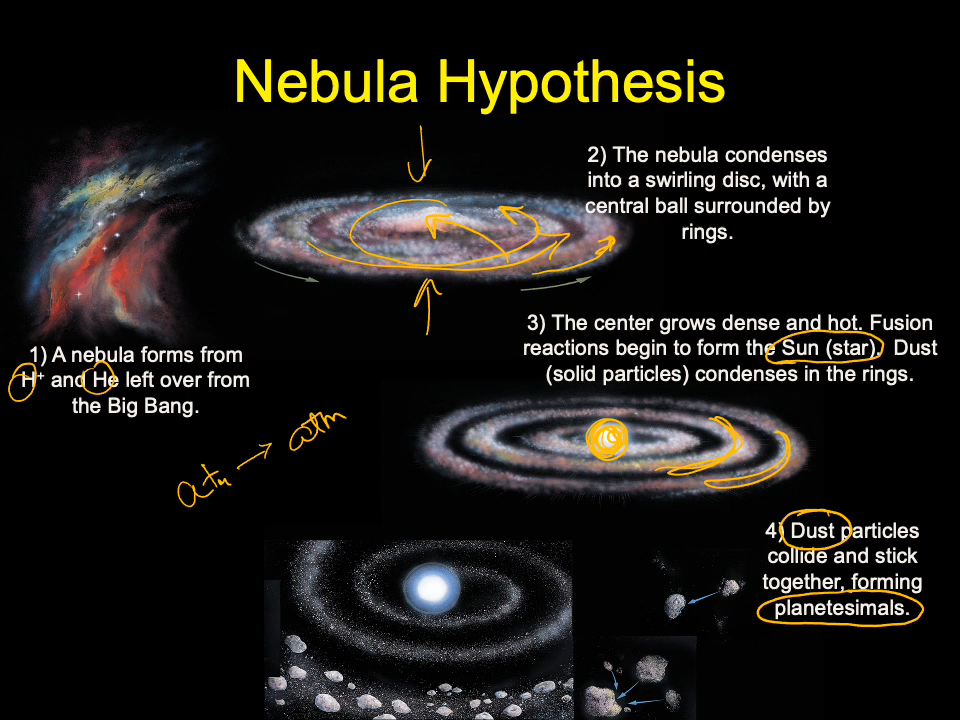 Nebula Hypothesis
2) The nebula condenses
into a swirling disc, with a
central ball surrounded by
rings.
3) The center grows dense and hot. Fusion
reactions begin to form the Sun (star). Dust
(solid particles) condenses in the rings.
1) A nebula forms from
H⁺ and He left over from
the Big Bang.
→ atm
4) Dust particles
collide and stick
together, forming
planetesimals.